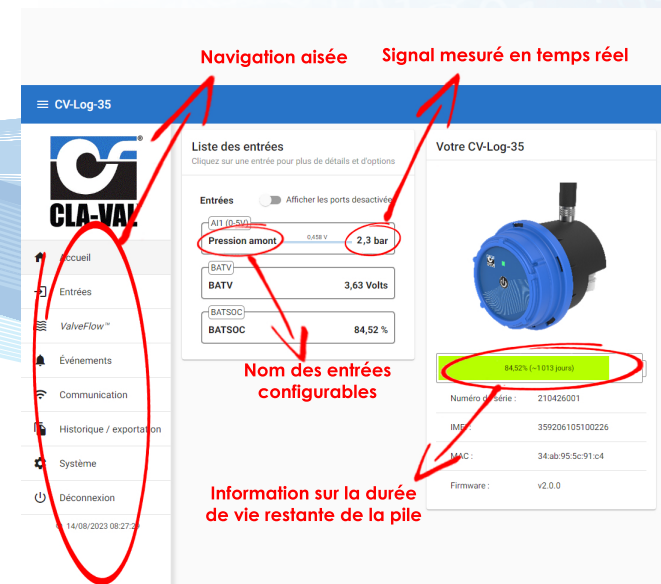 Navigation aisée
Signal mesuré en temps réel
CV-Log-35
CLA-VAL
®
Accueil
Entrées
ValveFlow™
Événements
Communication
Historique / exportation
Système
Déconnexion
14/08/2023 08:27:29
Liste des entrées
Cliquez sur une entrée pour plus de détails et d'options
Entrées
Afficher les ports desactivée
AI1 (0-5V)
Pression amont 0,458 V 2,3 bar
BATV
BATV 3,63 Volts
BATSOC
BATSOC 84,52 %
Nom des entrées
configurables
Votre CV-Log-35
84,52% (~1013 jours)
Numéro de série : 210426001
IMEI : 359206105100226
MAC : 34:ab:95:5c:91:c4
Firmware : v2.0.0
Information sur la durée
de vie restante de la pile